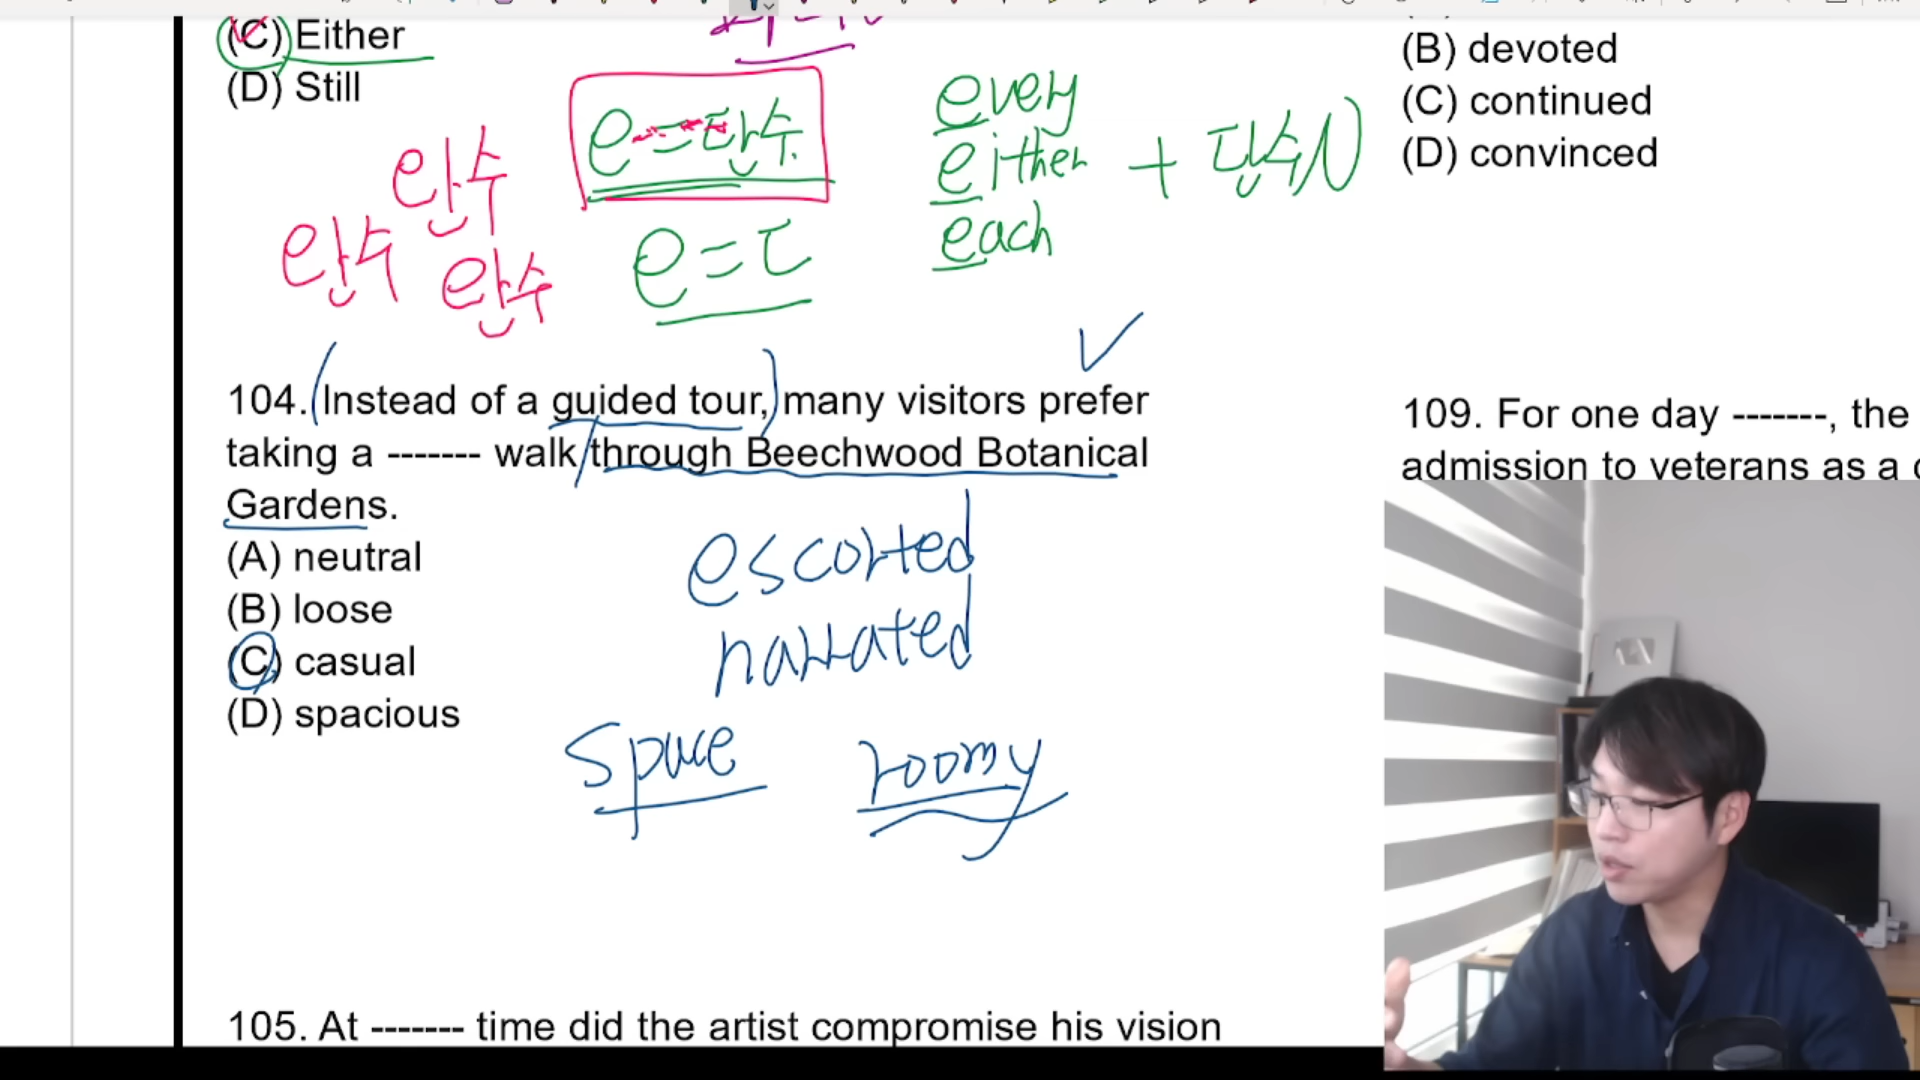 (C) Either
(D) Still
e=단수.
every
either
each
+ 단수N)
e단수
e단수
e단수
e=ㄷ
104. (Instead of a guided tour,) many visitors prefer
taking a ------- walk/through Beechwood Botanical
Gardens.
(A) neutral
(B) loose
(C) casual
(D) spacious
escorted
narrated
space
roomy
105. At ------- time did the artist compromise his vision
(B) devoted
(C) continued
(D) convinced
109. For one day -------, the
admission to veterans as a